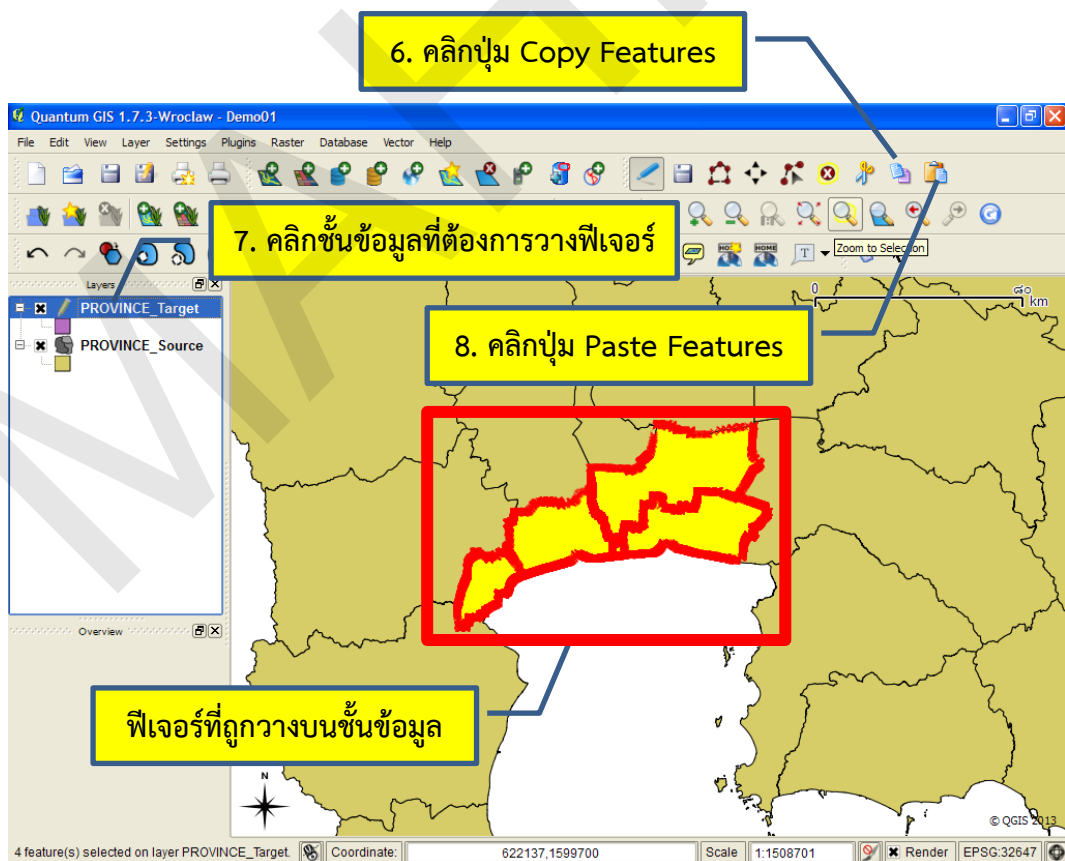 6. คลิกปุ่ม Copy Features
Quantum GIS 1.7.3-Wroclaw - Demo01
File Edit View Layer Settings Plugins Raster Database Vector Help
7. คลิกชั้นข้อมูลที่ต้องการวางฟีเจอร์
Zoom to Selection
Layers
PROVINCE_Target
PROVINCE_Source
0 ๘๐ km
8. คลิกปุ่ม Paste Features
Overview
ฟีเจอร์ที่ถูกวางบนชั้นข้อมูล
N
© QGIS 2013
4 feature(s) selected on layer PROVINCE_Target. Coordinate: 622137,1599700 Scale 1:1508701 Render EPSG:32647